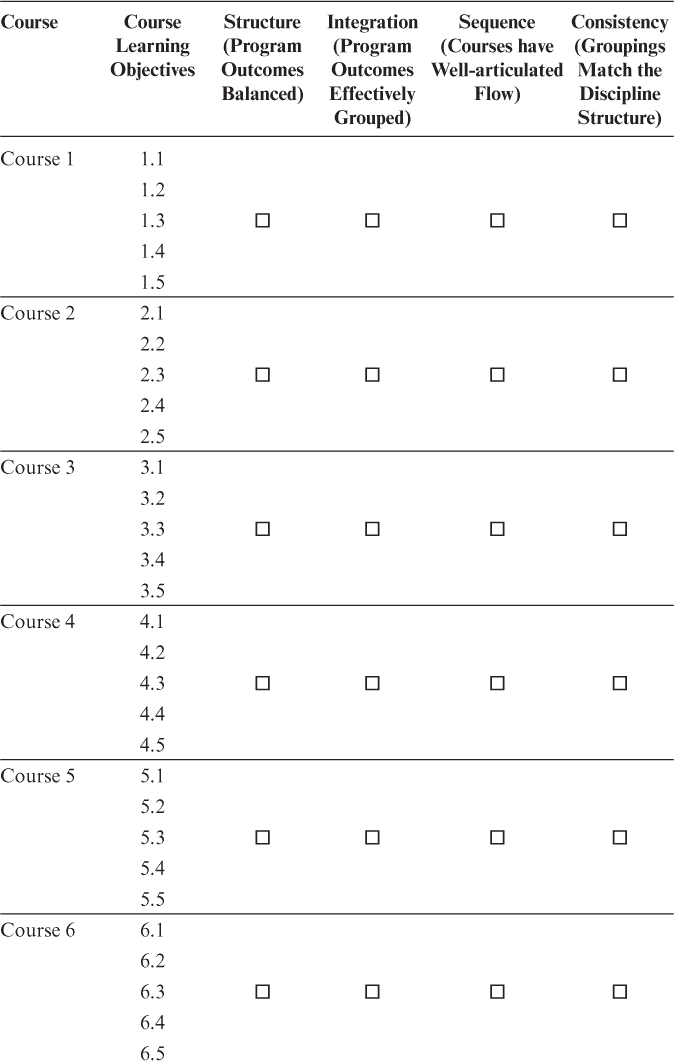 Course Course Structure Integration Sequence Consistency
Learning (Program (Program (Courses have (Groupings
Objectives Outcomes Outcomes Well-articulated Match the
Balanced) Effectively Flow) Discipline
Grouped) Structure)
Course 1 1.1
1.2
1.3 □ □ □ □
1.4
1.5
Course 2 2.1
2.2
2.3 □ □ □ □
2.4
2.5
Course 3 3.1
3.2
3.3 □ □ □ □
3.4
3.5
Course 4 4.1
4.2
4.3 □ □ □ □
4.4
4.5
Course 5 5.1
5.2
5.3 □ □ □ □
5.4
5.5
Course 6 6.1
6.2
6.3 □ □ □ □
6.4
6.5